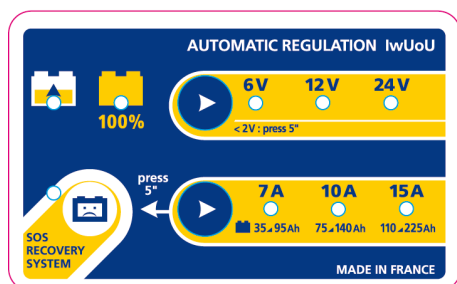 AUTOMATIC REGULATION IwUoU
6V 12V 24V
100%
< 2V : press 5"
press
5"
7A 10A 15A
35◢95Ah 75◢140Ah 110◢225Ah
SOS
RECOVERY
SYSTEM
MADE IN FRANCE